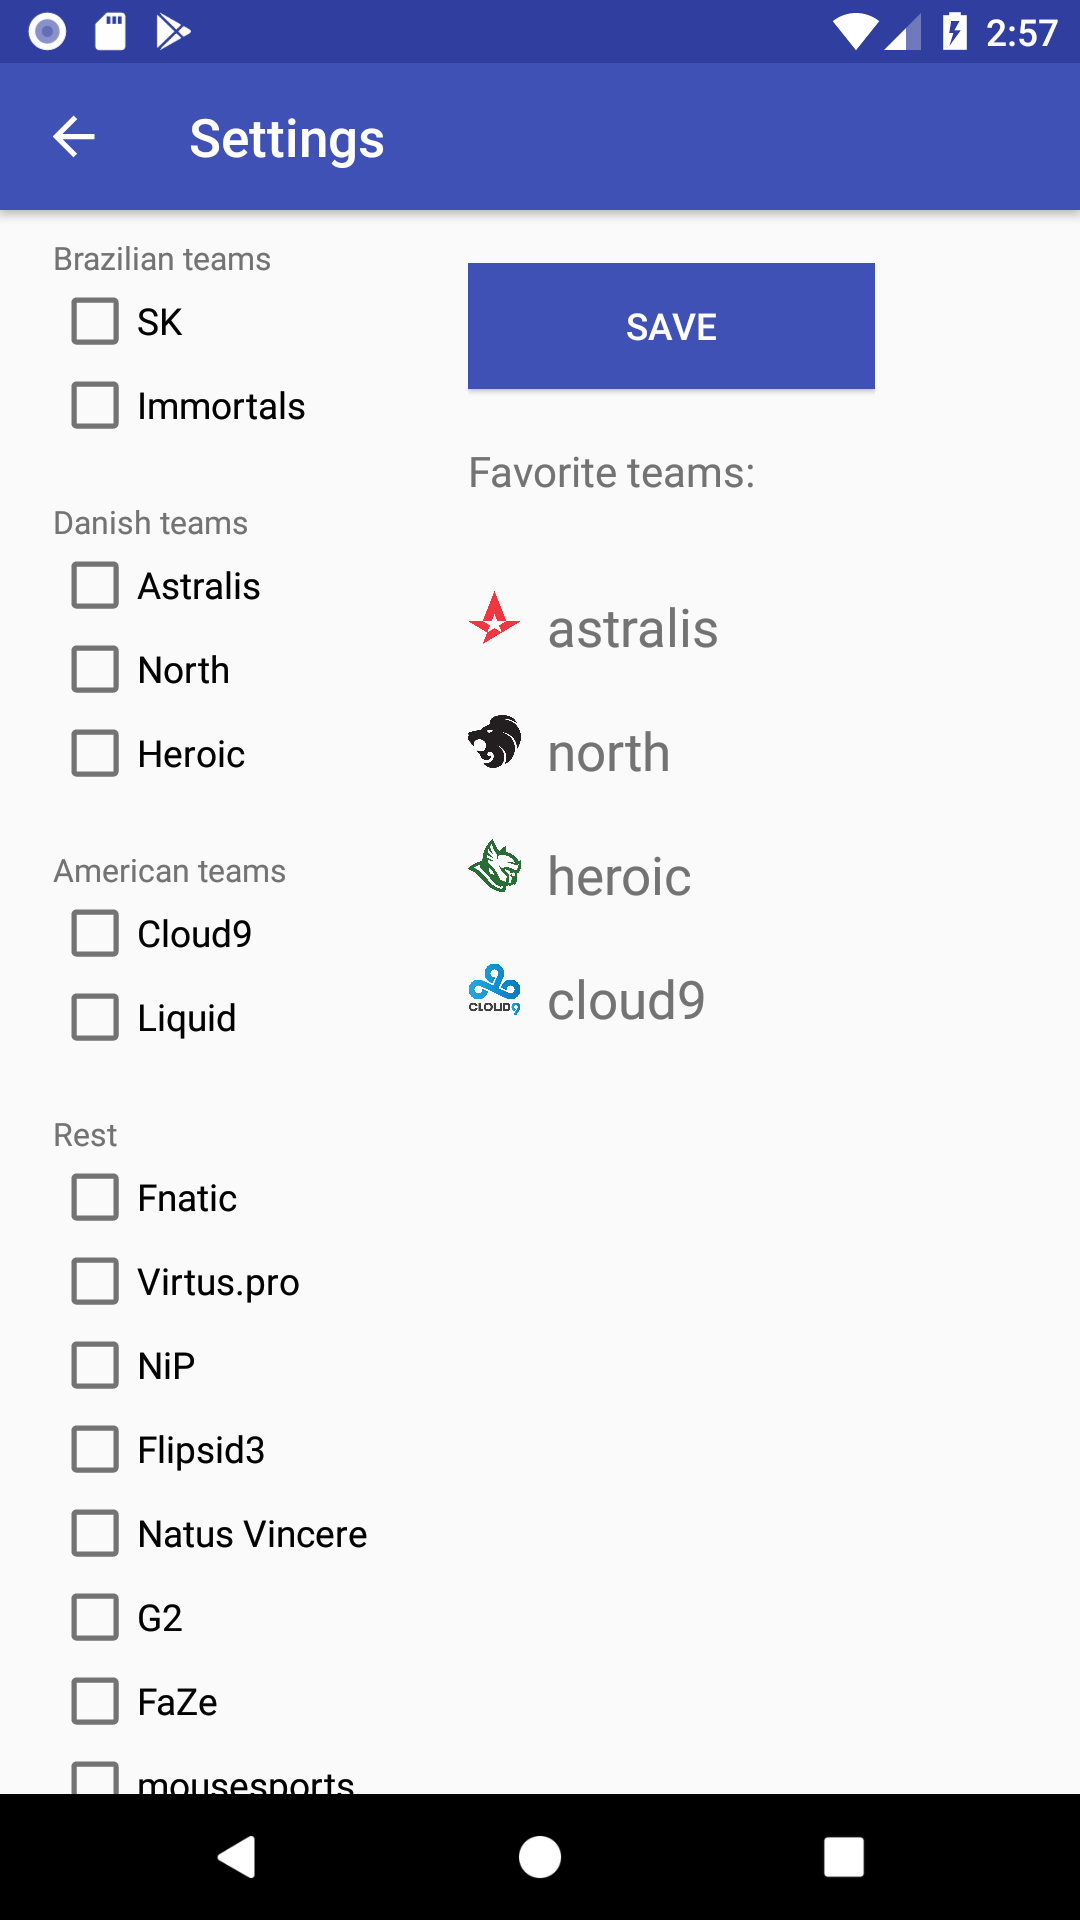 2:57
Settings
Brazilian teams
SK
Immortals
Danish teams
Astralis
North
Heroic
American teams
Cloud9
Liquid
Rest
Fnatic
Virtus.pro
NiP
Flipsid3
Natus Vincere
G2
FaZe
mousesports
SAVE
Favorite teams:
astralis
north
heroic
CLOUD9
cloud9